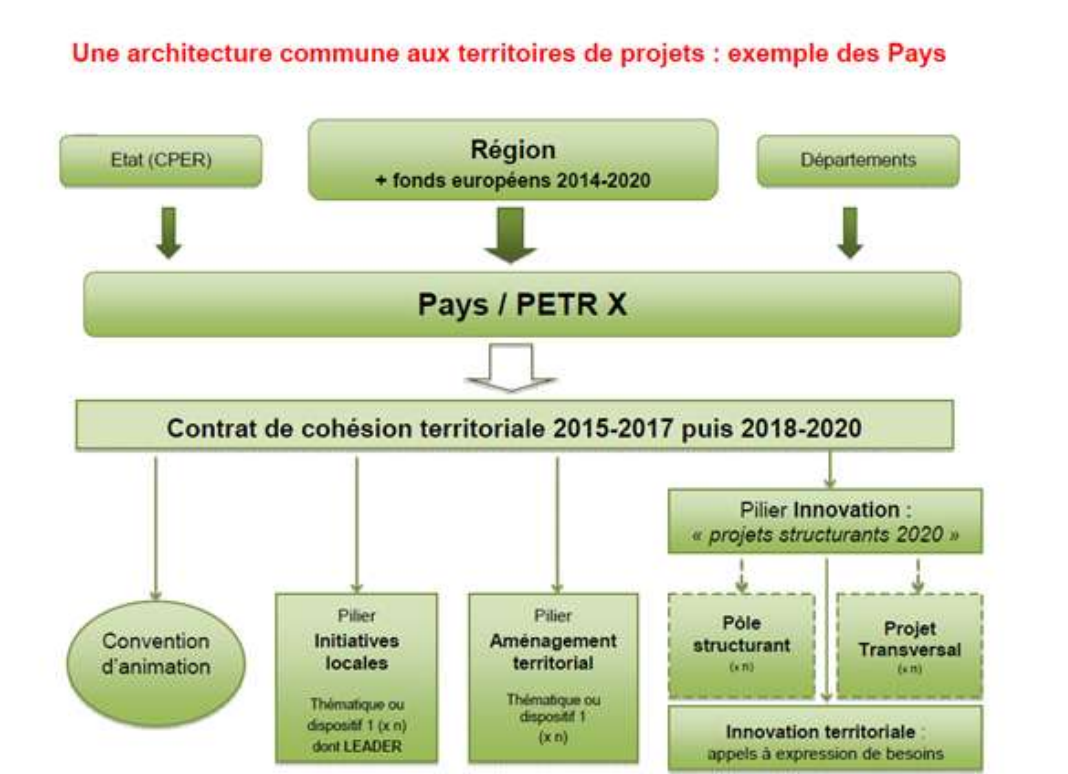 Une architecture commune aux territoires de projets : exemple des Pays
Etat (CPER)
Région
+ fonds européens 2014-2020
Départements
Pays / PETR X
Contrat de cohésion territoriale 2015-2017 puis 2018-2020
Pilier Innovation :
« projets structurants 2020 »
Convention
d'animation
Pilier
Initiatives
locales
Thématique ou
dispositif 1 (x n)
dont LEADER
Pilier
Aménagement
territorial
Thématique ou
dispositif 1
(x n)
Pôle
structurant
(x n)
Projet
Transversal
(x n)
Innovation territoriale :
appels à expression de besoins